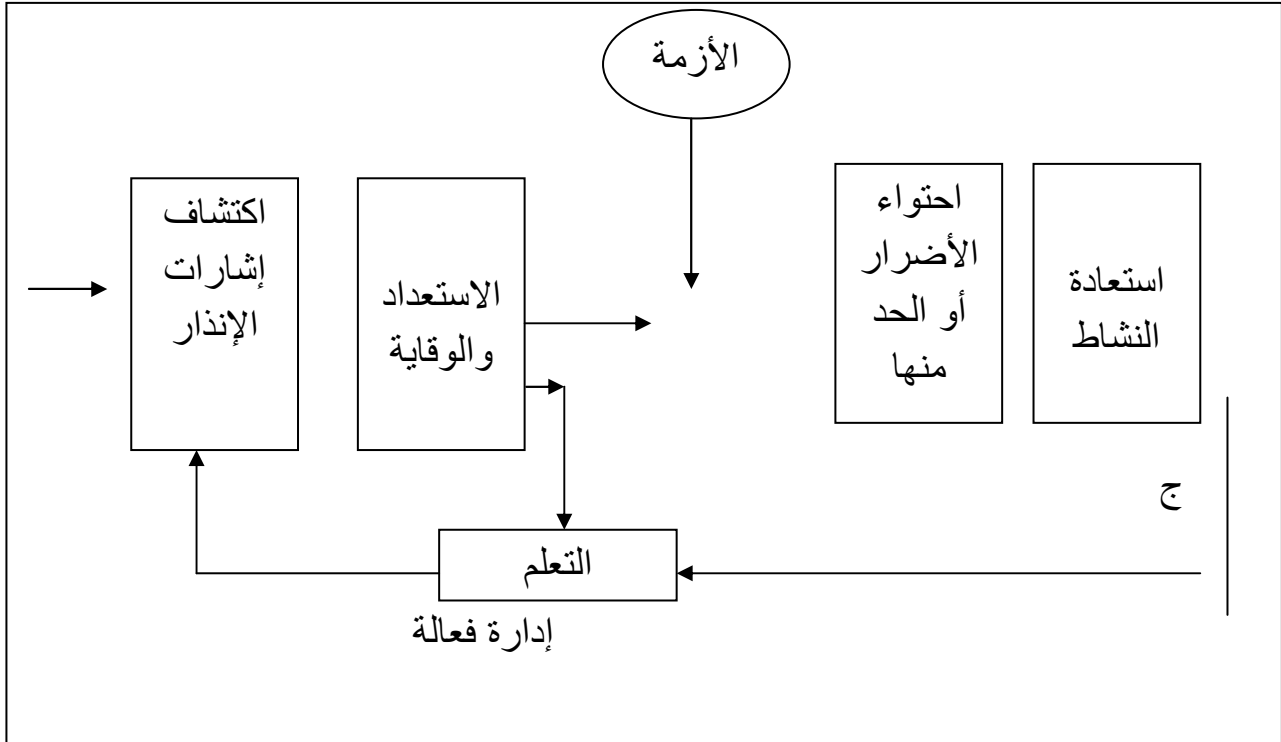 الأزمة
اكتشاف
إشارات
الإنذار
الاستعداد
والوقاية
احتواء
الأضرار
أو الحد
منها
استعادة
النشاط
ج
التعلم
إدارة فعالة